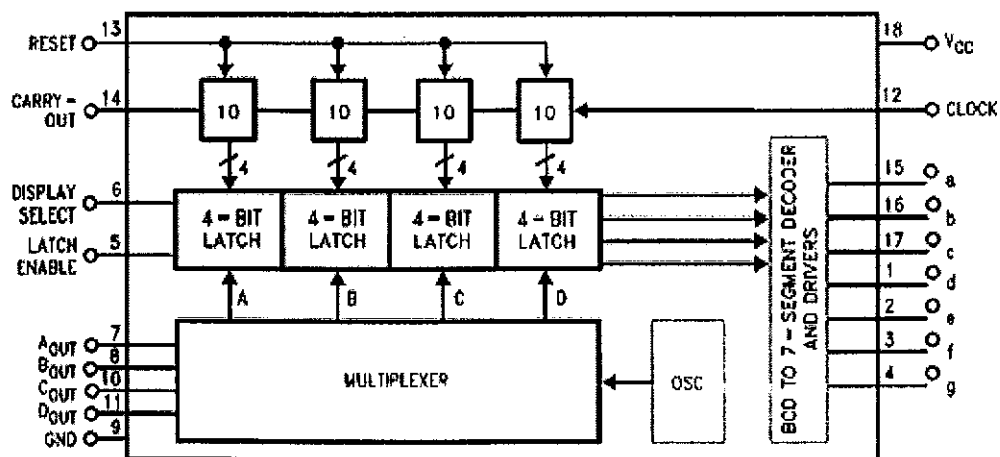 RESET 13
18 VCC
CARRY-OUT 14
10 10 10 10
12 CLOCK
4 4 4 4
DISPLAY SELECT 6
4-BIT LATCH 4-BIT LATCH 4-BIT LATCH 4-BIT LATCH
LATCH ENABLE 5
A B C D
BCD TO 7-SEGMENT DECODER AND DRIVERS
15 a
16 b
17 c
1 d
2 e
3 f
4 g
AOUT 7
BOUT 8
COUT 10
DOUT 11
GND 9
MULTIPLEXER
OSC